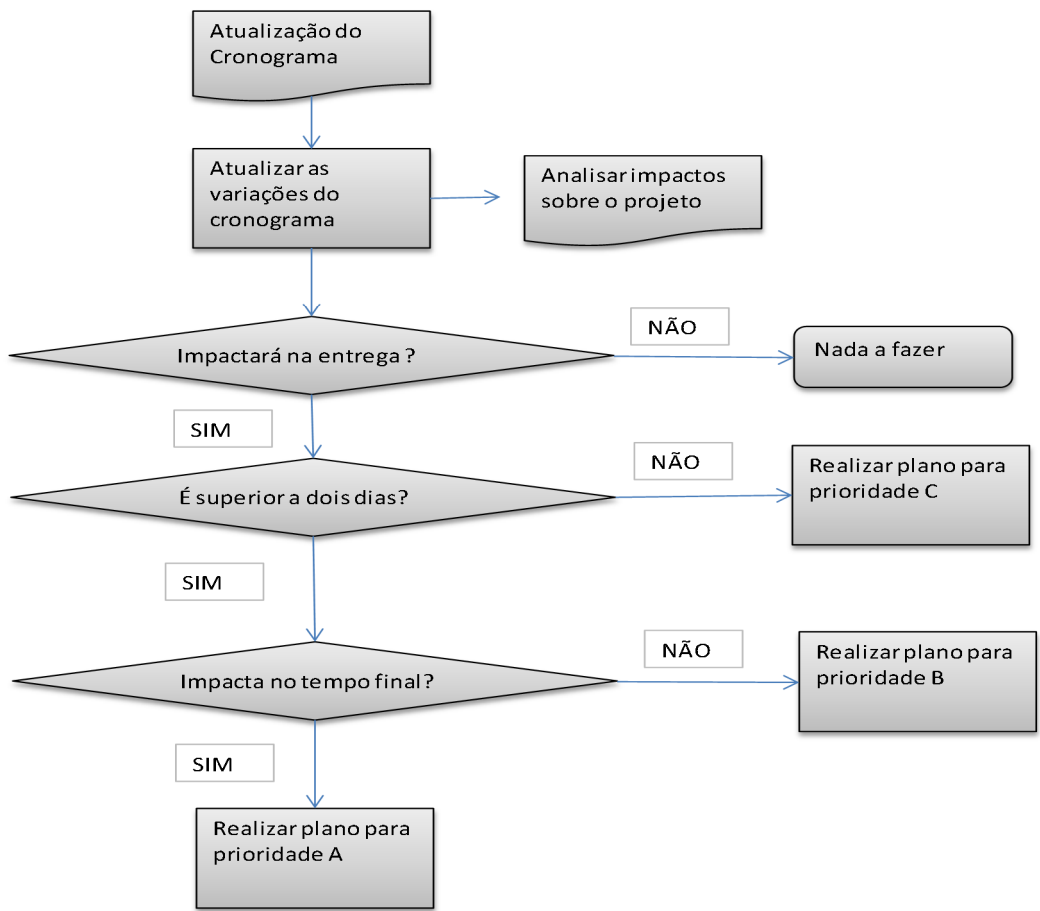 Atualização do
Cronograma
Atualizar as
variações do
cronograma
Analisar impactos
sobre o projeto
Impactará na entrega ?
NÃO
Nada a fazer
SIM
É superior a dois dias?
NÃO
Realizar plano para
prioridade C
SIM
Impacta no tempo final?
NÃO
Realizar plano para
prioridade B
SIM
Realizar plano para
prioridade A